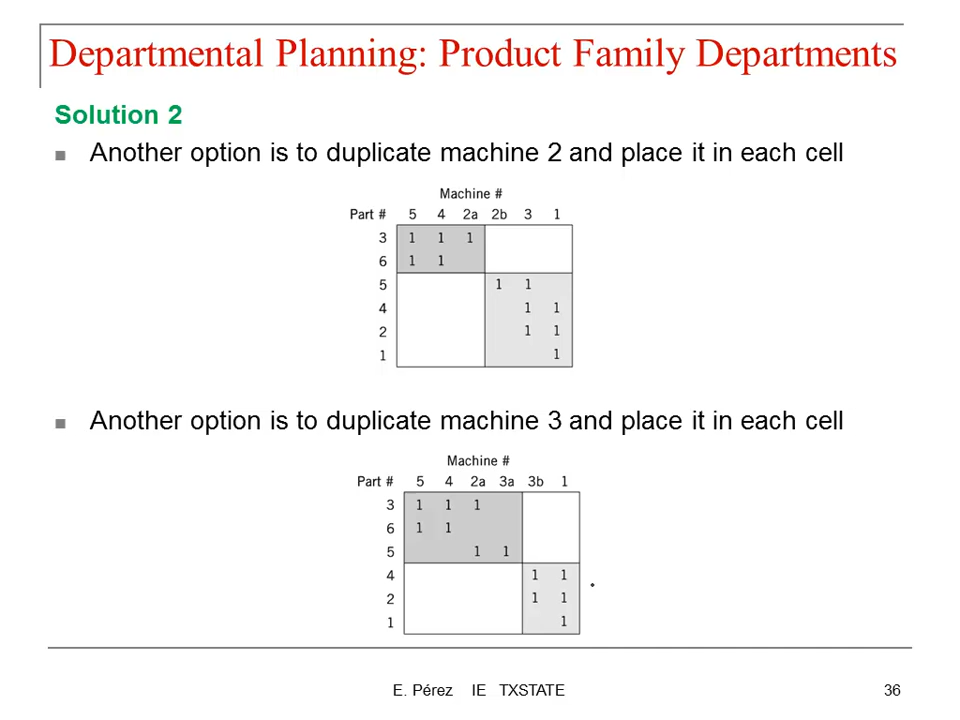 Departmental Planning: Product Family Departments
Solution 2
Another option is to duplicate machine 2 and place it in each cell
Machine #
Part # 5 4 2a 2b 3 1
3 1 1 1
6 1 1
5 1 1
4 1 1
2 1 1
1 1
Another option is to duplicate machine 3 and place it in each cell
Machine #
Part # 5 4 2a 3a 3b 1
3 1 1 1
6 1 1
5 1 1
4 1 1
2 1 1
1 1
E. Pérez IE TXSTATE 36